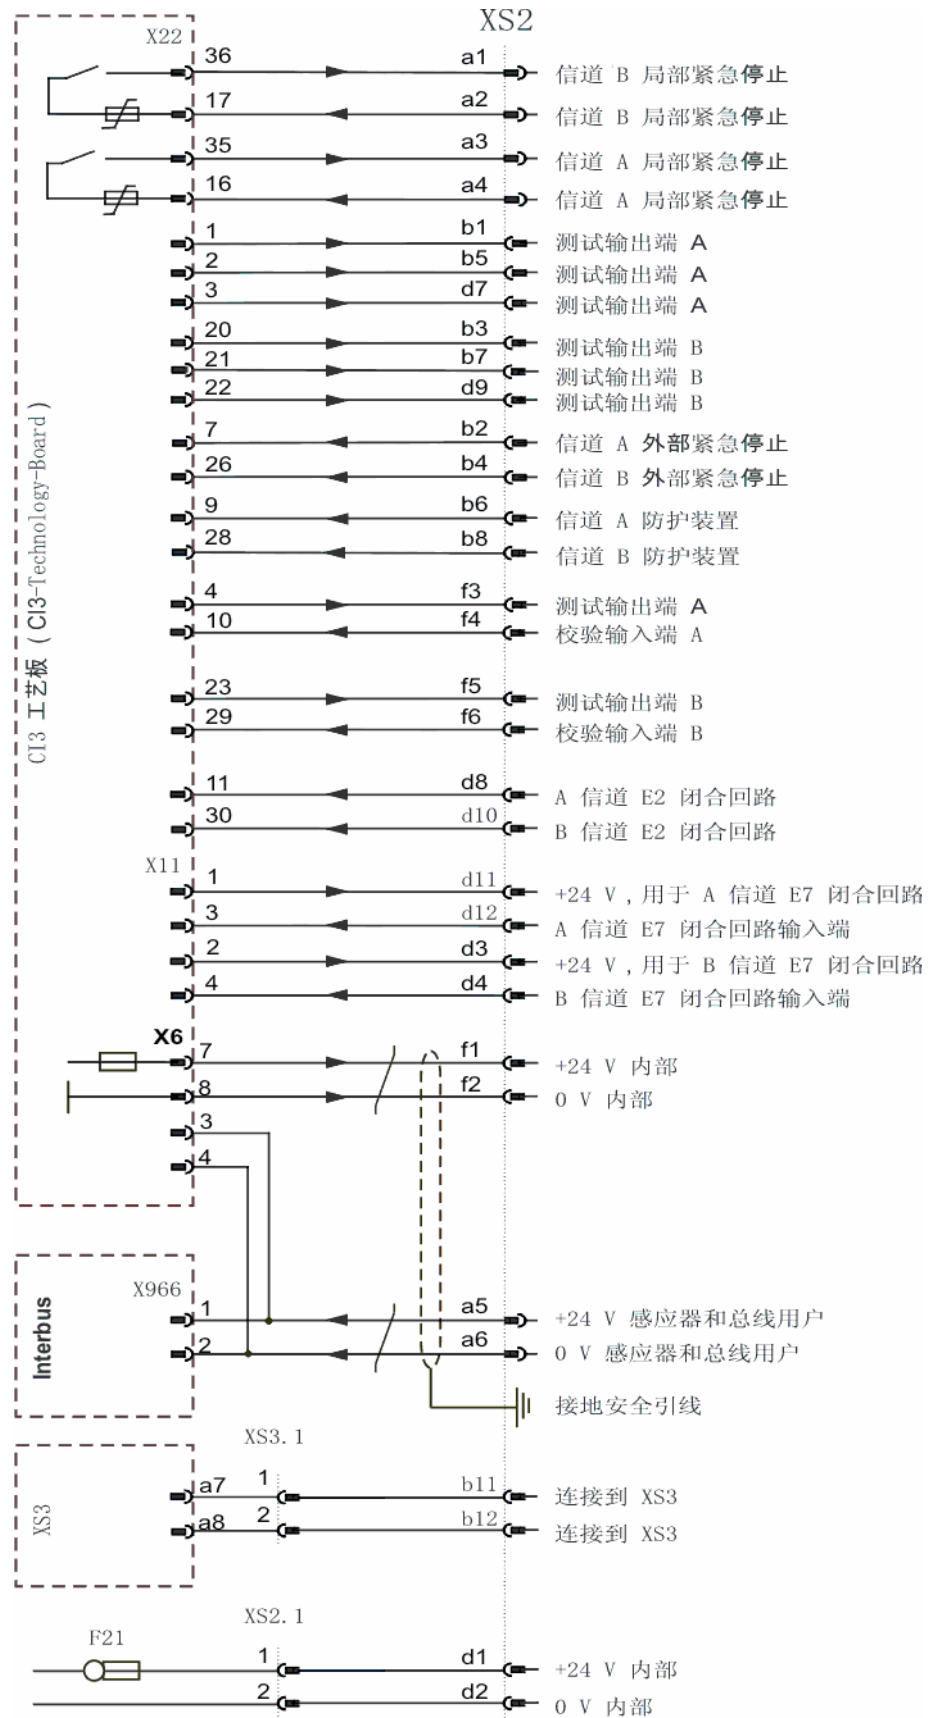 XS2
X22
36 a1 信道 B 局部紧急停止
17 a2 信道 B 局部紧急停止
35 a3 信道 A 局部紧急停止
16 a4 信道 A 局部紧急停止
1 b1 测试输出端 A
2 b5 测试输出端 A
3 d7 测试输出端 A
20 b3 测试输出端 B
21 b7 测试输出端 B
22 d9 测试输出端 B
7 b2 信道 A 外部紧急停止
26 b4 信道 B 外部紧急停止
9 b6 信道 A 防护装置
28 b8 信道 B 防护装置
4 f3 测试输出端 A
10 f4 校验输入端 A
23 f5 测试输出端 B
29 f6 校验输入端 B
11 d8 A 信道 E2 闭合回路
30 d10 B 信道 E2 闭合回路
CI3 工艺板 ( CI3-Technology-Board)
X11
1 d11 +24 V , 用于 A 信道 E7 闭合回路
3 d12 A 信道 E7 闭合回路输入端
2 d3 +24 V , 用于 B 信道 E7 闭合回路
4 d4 B 信道 E7 闭合回路输入端
X6
7 f1 +24 V 内部
8 f2 0 V 内部
3
4
Interbus
X966
1 a5 +24 V 感应器和总线用户
2 a6 0 V 感应器和总线用户
接地安全引线
XS3.1
XS3
a7 1 b11 连接到 XS3
a8 2 b12 连接到 XS3
XS2.1
F21
1 d1 +24 V 内部
2 d2 0 V 内部